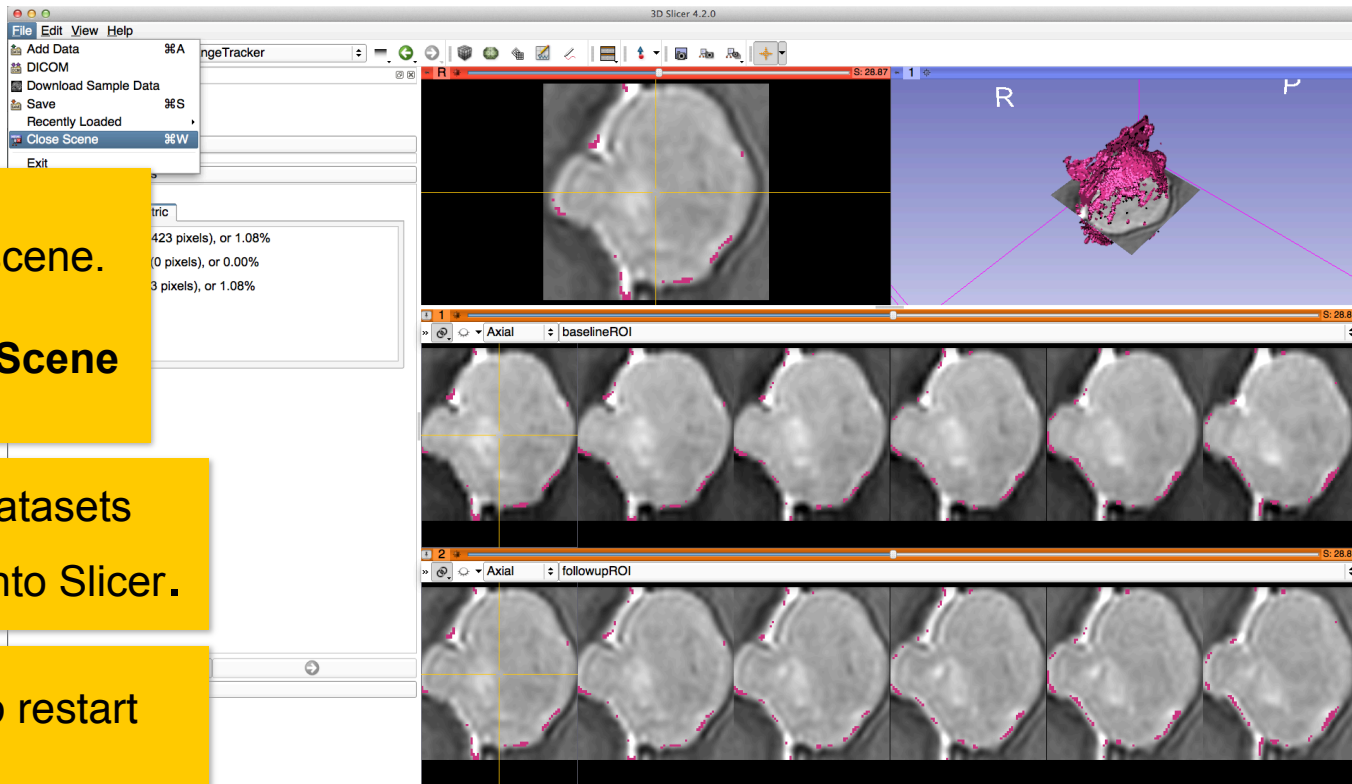 3D Slicer 4.2.0
File Edit View Help
Add Data ⌘A
DICOM
Download Sample Data
Save ⌘S
Recently Loaded
Close Scene ⌘W
Exit
ngeTracker
R S: 28.87
1
R P
tric
423 pixels), or 1.08%
(0 pixels), or 0.00%
3 pixels), or 1.08%
cene.
Scene
atasets
nto Slicer.
restart
1 S: 28.8
Axial baselineROI
2 S: 28.8
Axial followupROI